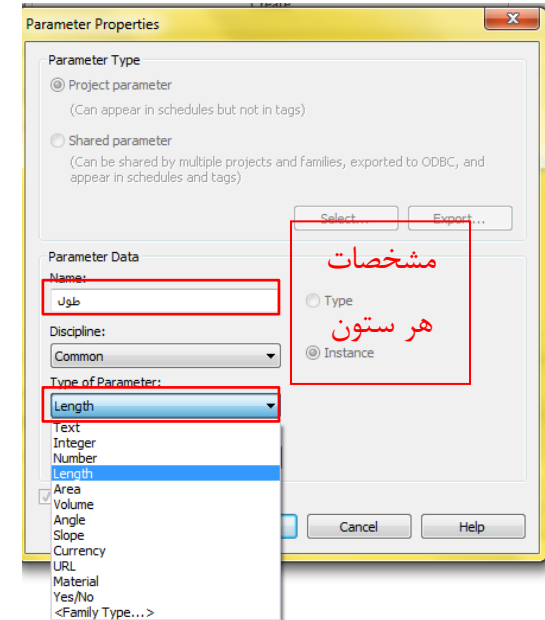 Create
Parameter Properties
Parameter Type
Project parameter
(Can appear in schedules but not in tags)
Shared parameter
(Can be shared by multiple projects and families, exported to ODBC, and
appear in schedules and tags)
Select...
Export...
Parameter Data
Name:
طول
مشخصات
Type
هر ستون
Instance
Discipline:
Common
Type of Parameter:
Length
Text
Integer
Number
Length
Area
Volume
Angle
Slope
Currency
URL
Material
Yes/No
<Family Type...>
Cancel
Help